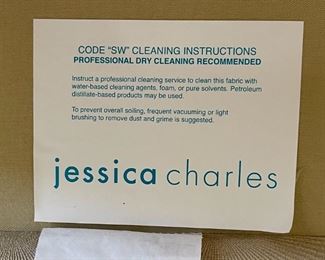 CODE "SW" CLEANING INSTRUCTIONS
PROFESSIONAL DRY CLEANING RECOMMENDED
Instruct a professional cleaning service to clean this fabric with
water-based cleaning agents, foam, or pure solvents. Petroleum
distillate-based products may be used.
To prevent overall soiling, frequent vacuuming or light
brushing to remove dust and grime is suggested.
jessica charles